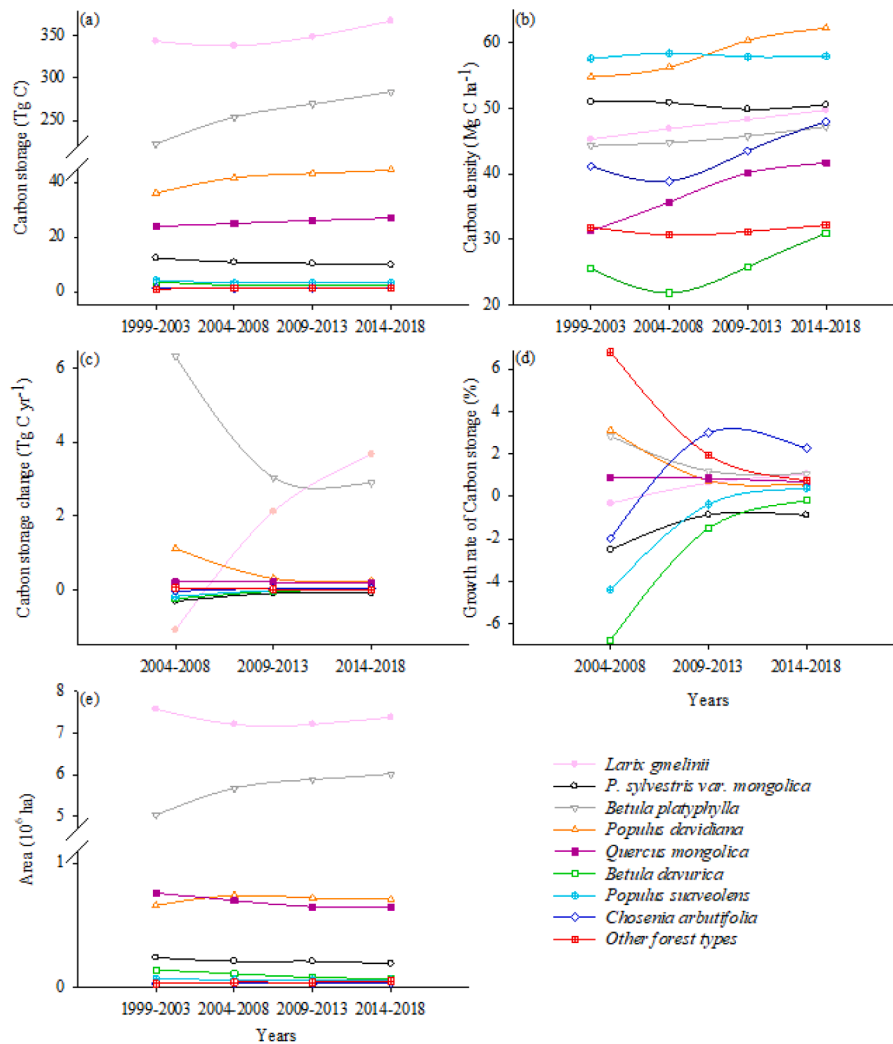 (a)
Carbon storage (Tg C)
350
300
250
40
20
0
1999-2003 2004-2008 2009-2013 2014-2018
(b)
Carbon density (Mg C ha⁻¹)
60
50
40
30
20
1999-2003 2004-2008 2009-2013 2014-2018
(c)
Carbon storage change (Tg C yr⁻¹)
6
4
2
0
2004-2008 2009-2013 2014-2018
(d)
Growth rate of Carbon storage (%)
6
4
2
0
-2
-4
-6
2004-2008 2009-2013 2014-2018
Years
(e)
Area (10⁶ ha)
8
7
6
5
1
0
1999-2003 2004-2008 2009-2013 2014-2018
Years
Larix gmelinii
P. sylvestris var. mongolica
Betula platyphylla
Populus davidiana
Quercus mongolica
Betula davurica
Populus suaveolens
Chosenia arbutifolia
Other forest types